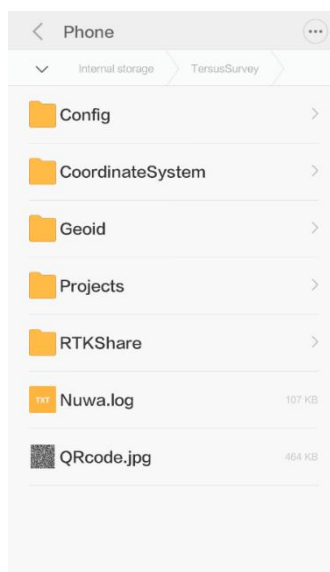 Phone
Internal storage TersusSurvey
Config
CoordinateSystem
Geoid
Projects
RTKShare
TXT Nuwa.log 107 KB
QRcode.jpg 464 KB